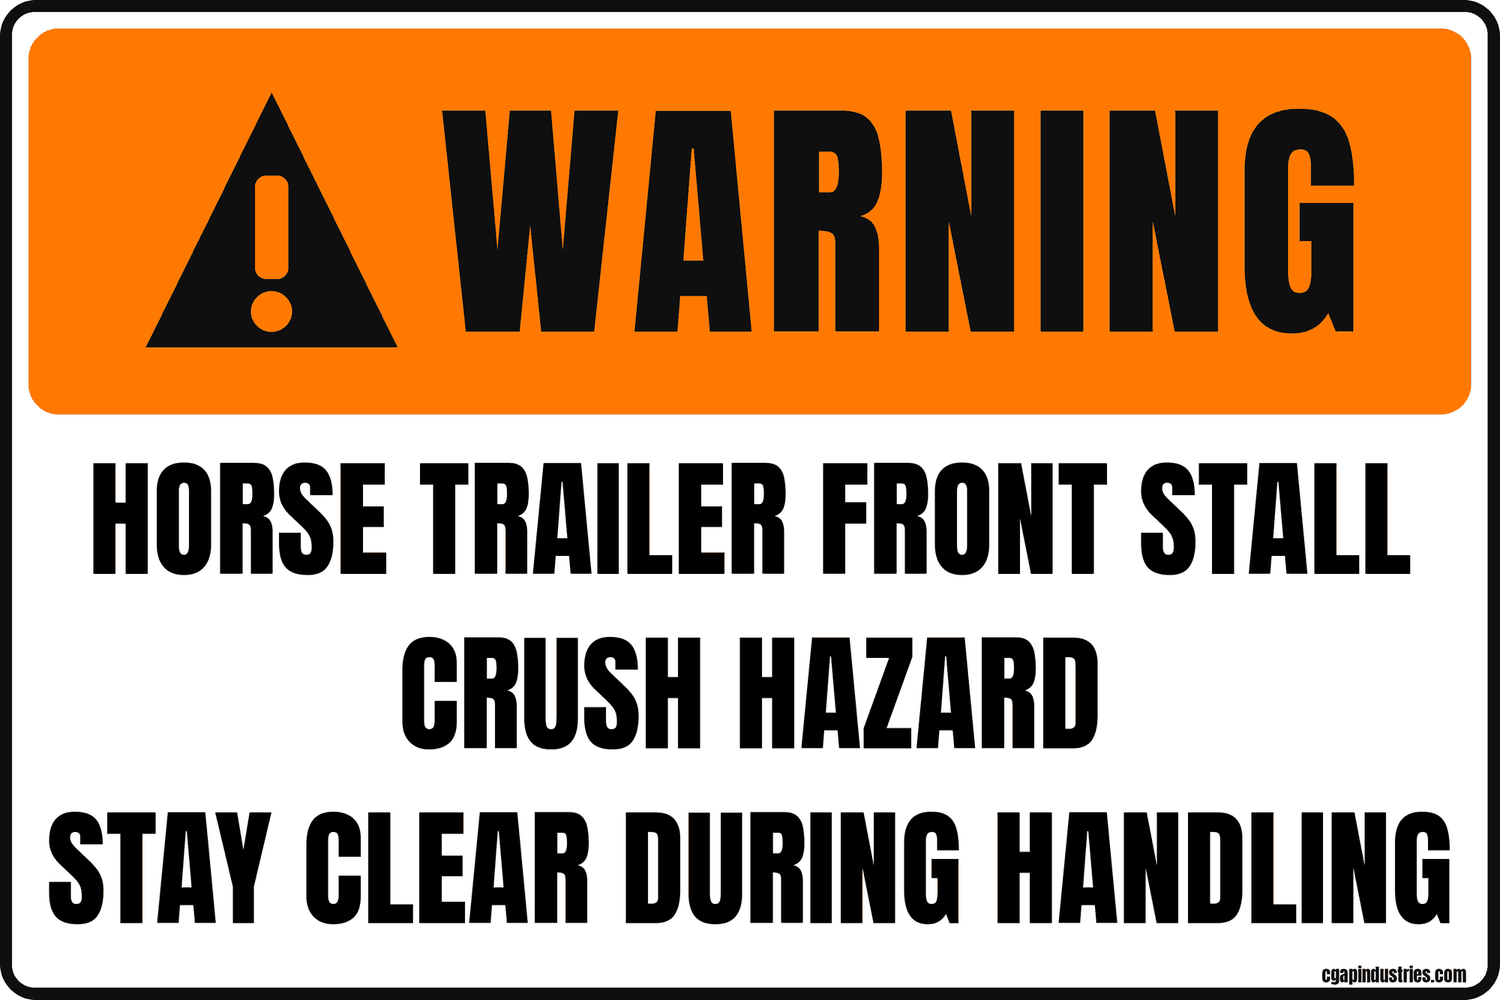 WARNING
HORSE TRAILER FRONT STALL
CRUSH HAZARD
STAY CLEAR DURING HANDLING
cgapindustries.com